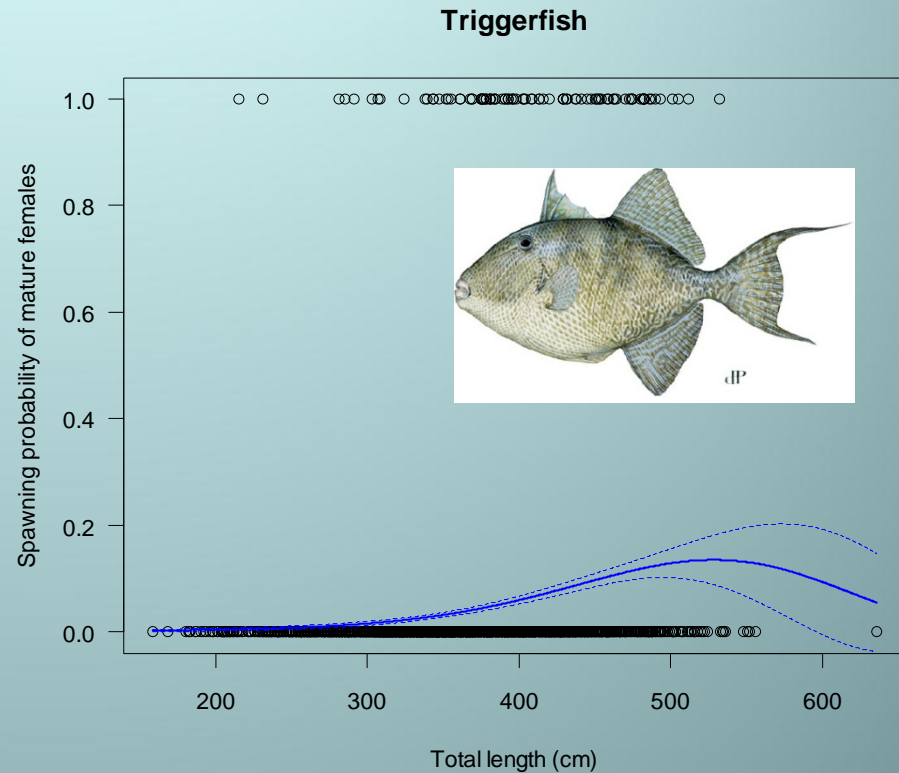 Triggerfish
Spawning probability of mature females
1.0
0.8
0.6
0.4
0.2
0.0
dP
200 300 400 500 600
Total length (cm)